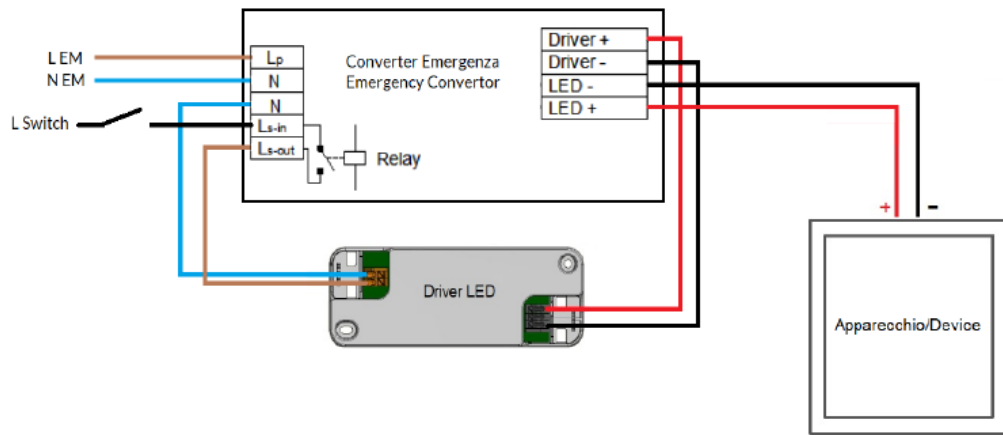 L EM
N EM
L Switch
Lp
N
N
Ls-in
Ls-out
Converter Emergenza
Emergency Convertor
Relay
Driver +
Driver -
LED -
LED +
+
-
Driver LED
Apparecchio/Device